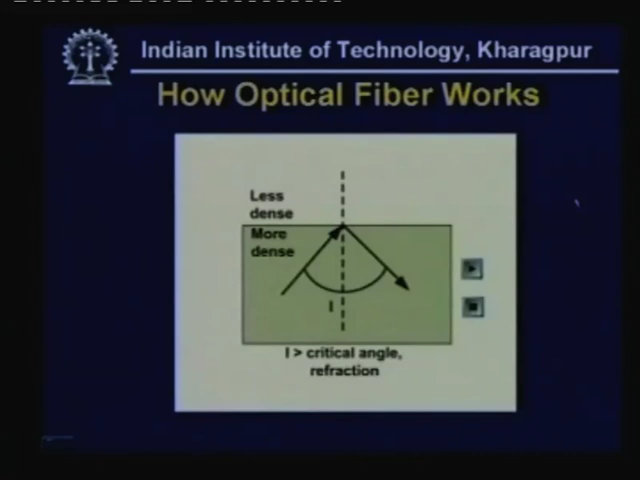 Indian Institute of Technology, Kharagpur
How Optical Fiber Works
Less
dense
More
dense
I
I > critical angle,
refraction